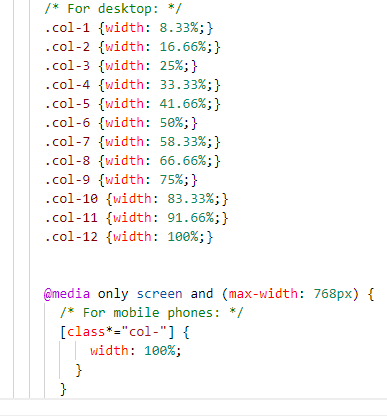 /* For desktop: */
.col-1 {width: 8.33%;}
.col-2 {width: 16.66%;}
.col-3 {width: 25%;}
.col-4 {width: 33.33%;}
.col-5 {width: 41.66%;}
.col-6 {width: 50%;}
.col-7 {width: 58.33%;}
.col-8 {width: 66.66%;}
.col-9 {width: 75%;}
.col-10 {width: 83.33%;}
.col-11 {width: 91.66%;}
.col-12 {width: 100%;}
@media only screen and (max-width: 768px) {
/* For mobile phones: */
[class*="col-"] {
width: 100%;
}
}